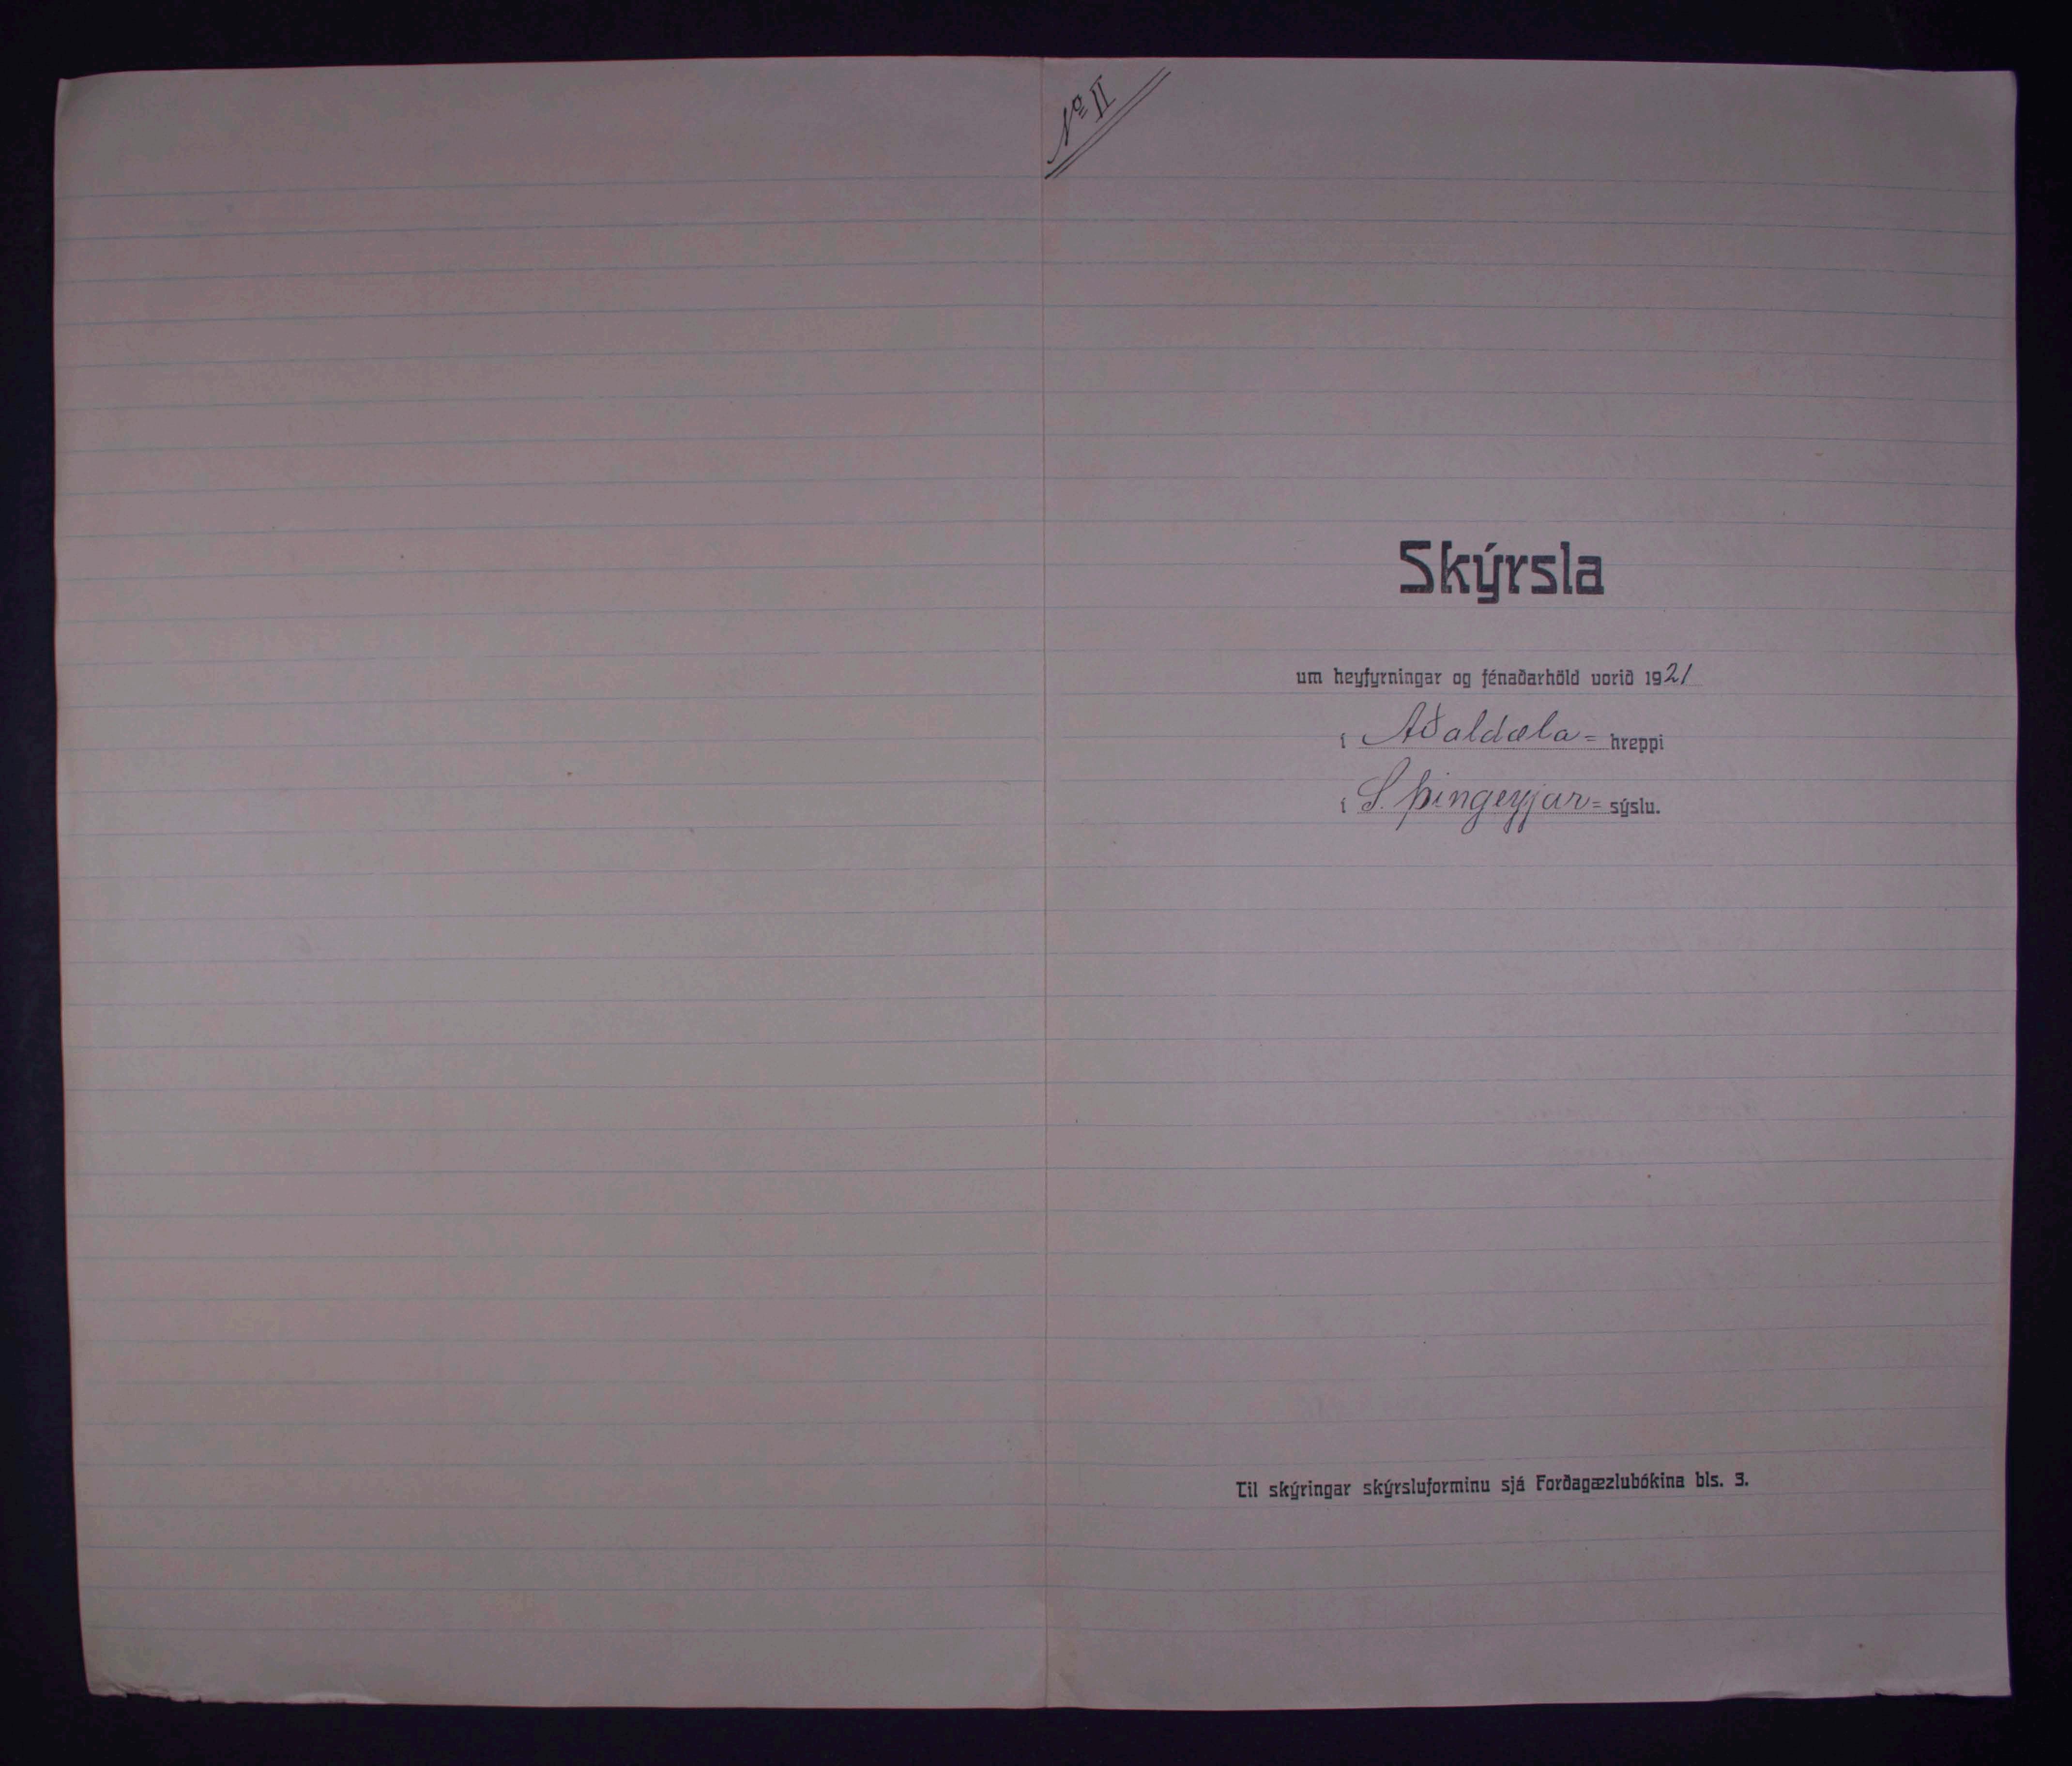 Nº II
Skýrsla
um heyfyrningar og fénaðarhöld vorið 1921
í Aðaldæla= hreppi
í S. Þingeyjar= sýslu.
Til skýringar skýrsluforminu sjá Forðagæzlubókina bls. 3.